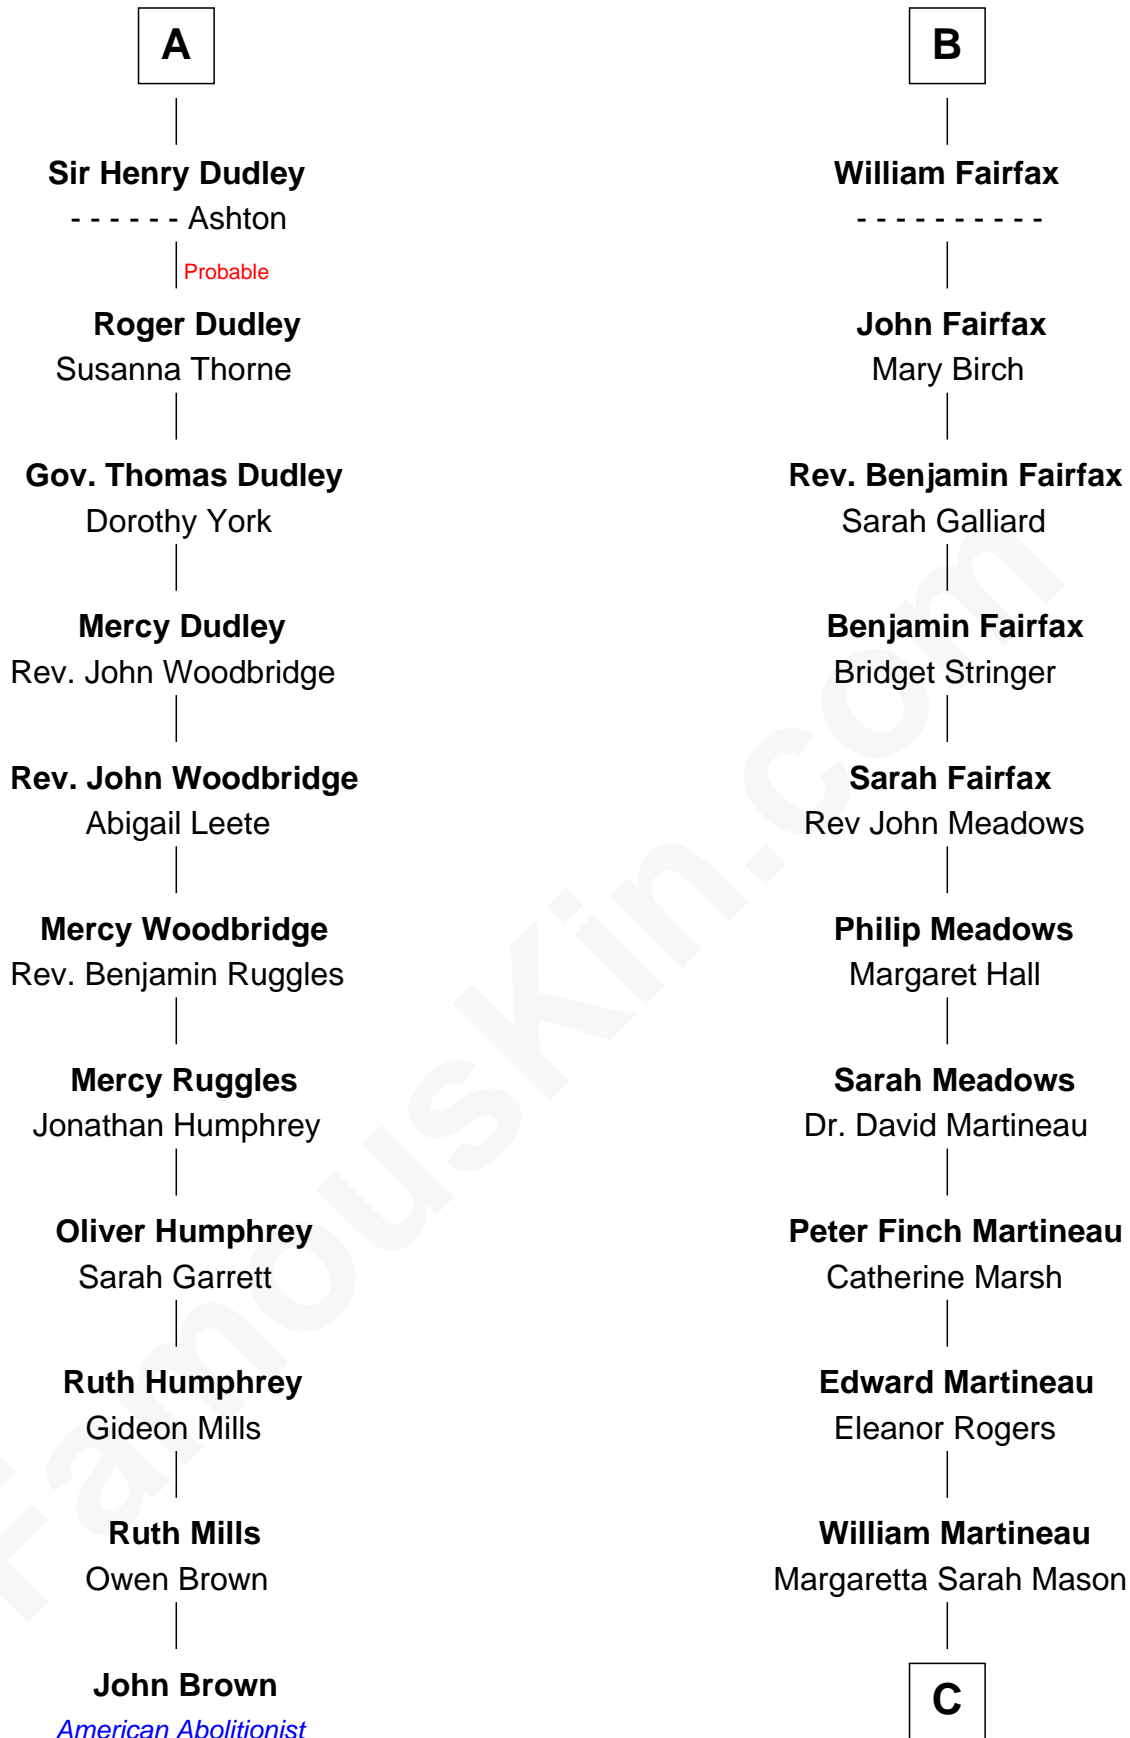 A
Sir Henry Dudley
- - - - - - Ashton
Probable
Roger Dudley
Susanna Thorne
Gov. Thomas Dudley
Dorothy York
Mercy Dudley
Rev. John Woodbridge
Rev. John Woodbridge
Abigail Leete
Mercy Woodbridge
Rev. Benjamin Ruggles
Mercy Ruggles
Jonathan Humphrey
Oliver Humphrey
Sarah Garrett
Ruth Humphrey
Gideon Mills
Ruth Mills
Owen Brown
John Brown
American Abolitionist
B
William Fairfax
- - - - - - - - - -
John Fairfax
Mary Birch
Rev. Benjamin Fairfax
Sarah Galliard
Benjamin Fairfax
Bridget Stringer
Sarah Fairfax
Rev John Meadows
Philip Meadows
Margaret Hall
Sarah Meadows
Dr. David Martineau
Peter Finch Martineau
Catherine Marsh
Edward Martineau
Eleanor Rogers
William Martineau
Margaretta Sarah Mason
C
FamousKin.com